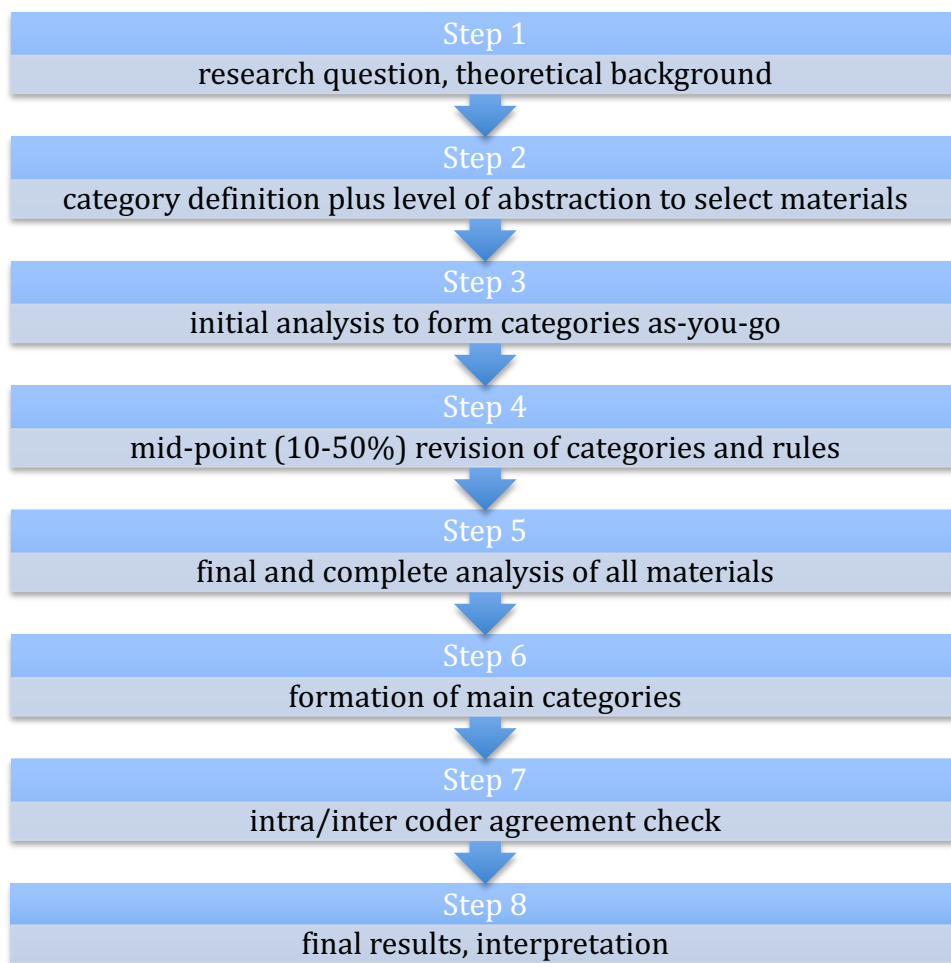 Step 1
research question, theoretical background
Step 2
category definition plus level of abstraction to select materials
Step 3
initial analysis to form categories as-you-go
Step 4
mid-point (10-50%) revision of categories and rules
Step 5
final and complete analysis of all materials
Step 6
formation of main categories
Step 7
intra/inter coder agreement check
Step 8
final results, interpretation